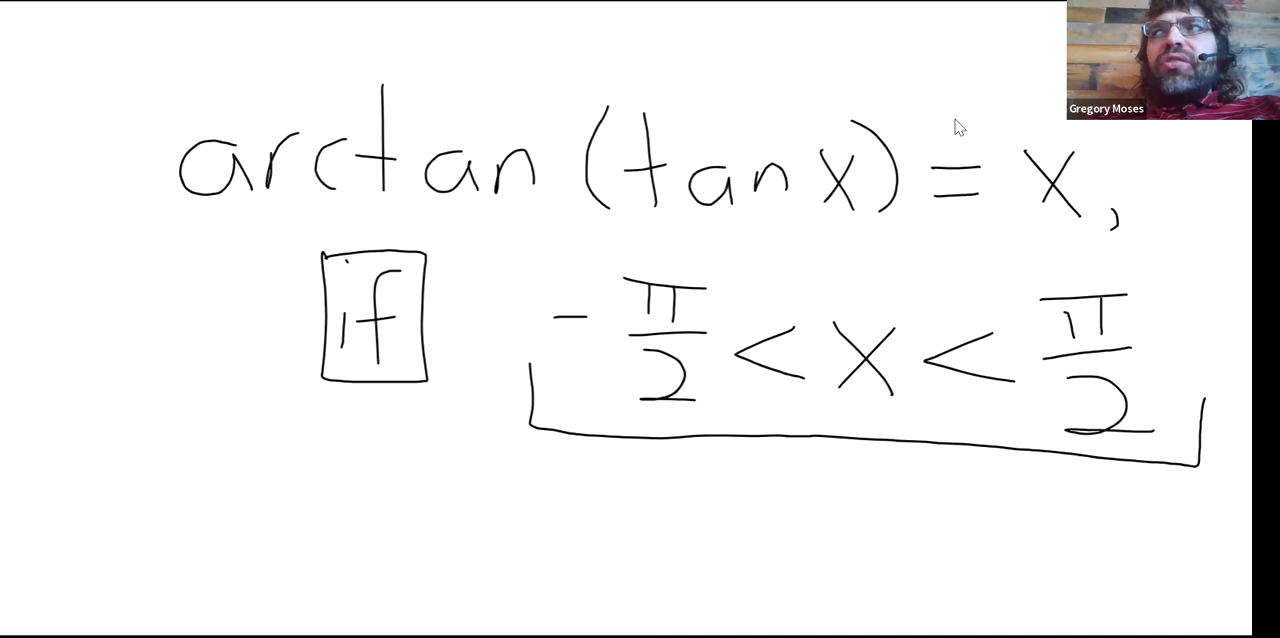 Gregory Moses
arctan (tan x) = x,
if -π/2 < x < π/2